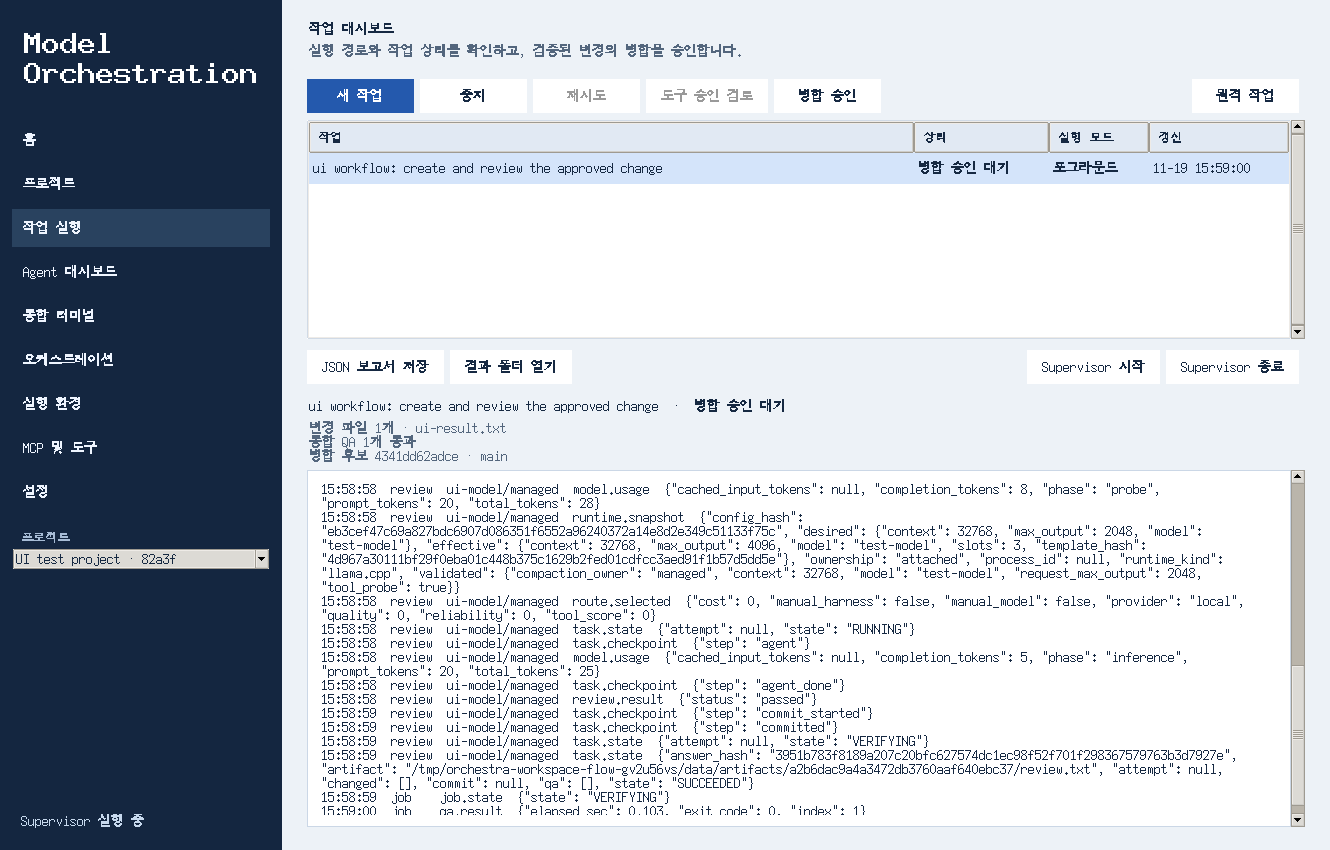 Model
Orchestration
홈
프로젝트
작업 실행
Agent 대시보드
통합 터미널
오케스트레이션
실행 환경
MCP 및 도구
설정
프로젝트
UI test project · 82a3f
Supervisor 실행 중
작업 대시보드
실행 경로와 작업 상태를 확인하고, 검증된 변경의 병합을 승인합니다.
새 작업 중지 재시도 도구 승인 검토 병합 승인 원격 작업
작업 상태 실행 모드 갱신
ui workflow: create and review the approved change 병합 승인 대기 포그라운드 11-19 15:59:00
JSON 보고서 저장 결과 폴더 열기 Supervisor 시작 Supervisor 종료
ui workflow: create and review the approved change · 병합 승인 대기
변경 파일 1개 · ui-result.txt
통합 QA 1개 통과
병합 후보 4341dd62adce · main
15:58:58 review ui-model/managed model.usage {"cached_input_tokens": null, "completion_tokens": 8, "phase": "probe",
"prompt_tokens": 20, "total_tokens": 28}
15:58:58 review ui-model/managed runtime.snapshot {"config_hash":
"eb3cef47c69a827bdc6907d086351f6552a96240372a14e8d2e349c51133f75c", "desired": {"context": 32768, "max_output": 2048, "model":
"test-model"}, "effective": {"context": 32768, "max_output": 4096, "model": "test-model", "slots": 3, "template_hash":
"4d967a30111bf29f0eba01c448b375c1629b2fed01cdfcc3aed91f1b57d5dd5e"}, "ownership": "attached", "process_id": null, "runtime_kind":
"llama.cpp", "validated": {"compaction_owner": "managed", "context": 32768, "model": "test-model", "request_max_output": 2048,
"tool_probe": true}}
15:58:58 review ui-model/managed route.selected {"cost": 0, "manual_harness": false, "manual_model": false, "provider": "local",
"quality": 0, "reliability": 0, "tool_score": 0}
15:58:58 review ui-model/managed task.state {"attempt": null, "state": "RUNNING"}
15:58:58 review ui-model/managed task.checkpoint {"step": "agent"}
15:58:58 review ui-model/managed model.usage {"cached_input_tokens": null, "completion_tokens": 5, "phase": "inference",
"prompt_tokens": 20, "total_tokens": 25}
15:58:58 review ui-model/managed task.checkpoint {"step": "agent_done"}
15:58:58 review ui-model/managed review.result {"status": "passed"}
15:58:59 review ui-model/managed task.checkpoint {"step": "commit_started"}
15:58:59 review ui-model/managed task.checkpoint {"step": "committed"}
15:58:59 review ui-model/managed task.state {"attempt": null, "state": "VERIFYING"}
15:58:59 review ui-model/managed task.state {"answer_hash": "3951b783f8189a207c20bfc627574dc1ec98f52f701f298367579763b3d7927e",
"artifact": "/tmp/orchestra-workspace-flow-gv2u56vs/data/artifacts/a2b6dac9a4a3472db3760aaf640ebc37/review.txt", "attempt": null,
"changed": [], "commit": null, "qa": [], "state": "SUCCEEDED"}
15:58:59 job job.state {"state": "VERIFYING"}
15:59:00 job qa.result {"elapsed_sec": 0.103, "exit_code": 0, "index": 1}